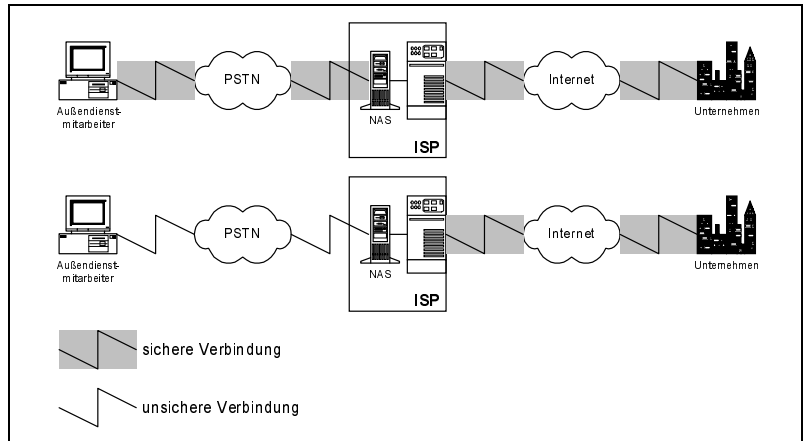 PSTN
Internet
Außendienst-
mitarbeiter
NAS
Unternehmen
ISP
PSTN
Internet
Außendienst-
mitarbeiter
NAS
Unternehmen
ISP
sichere Verbindung
unsichere Verbindung